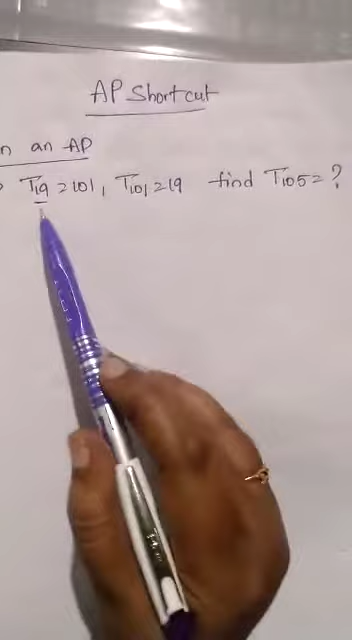 AP Shortcut
n an AP
T19 = 101, T101 = 19 find T105 = ?